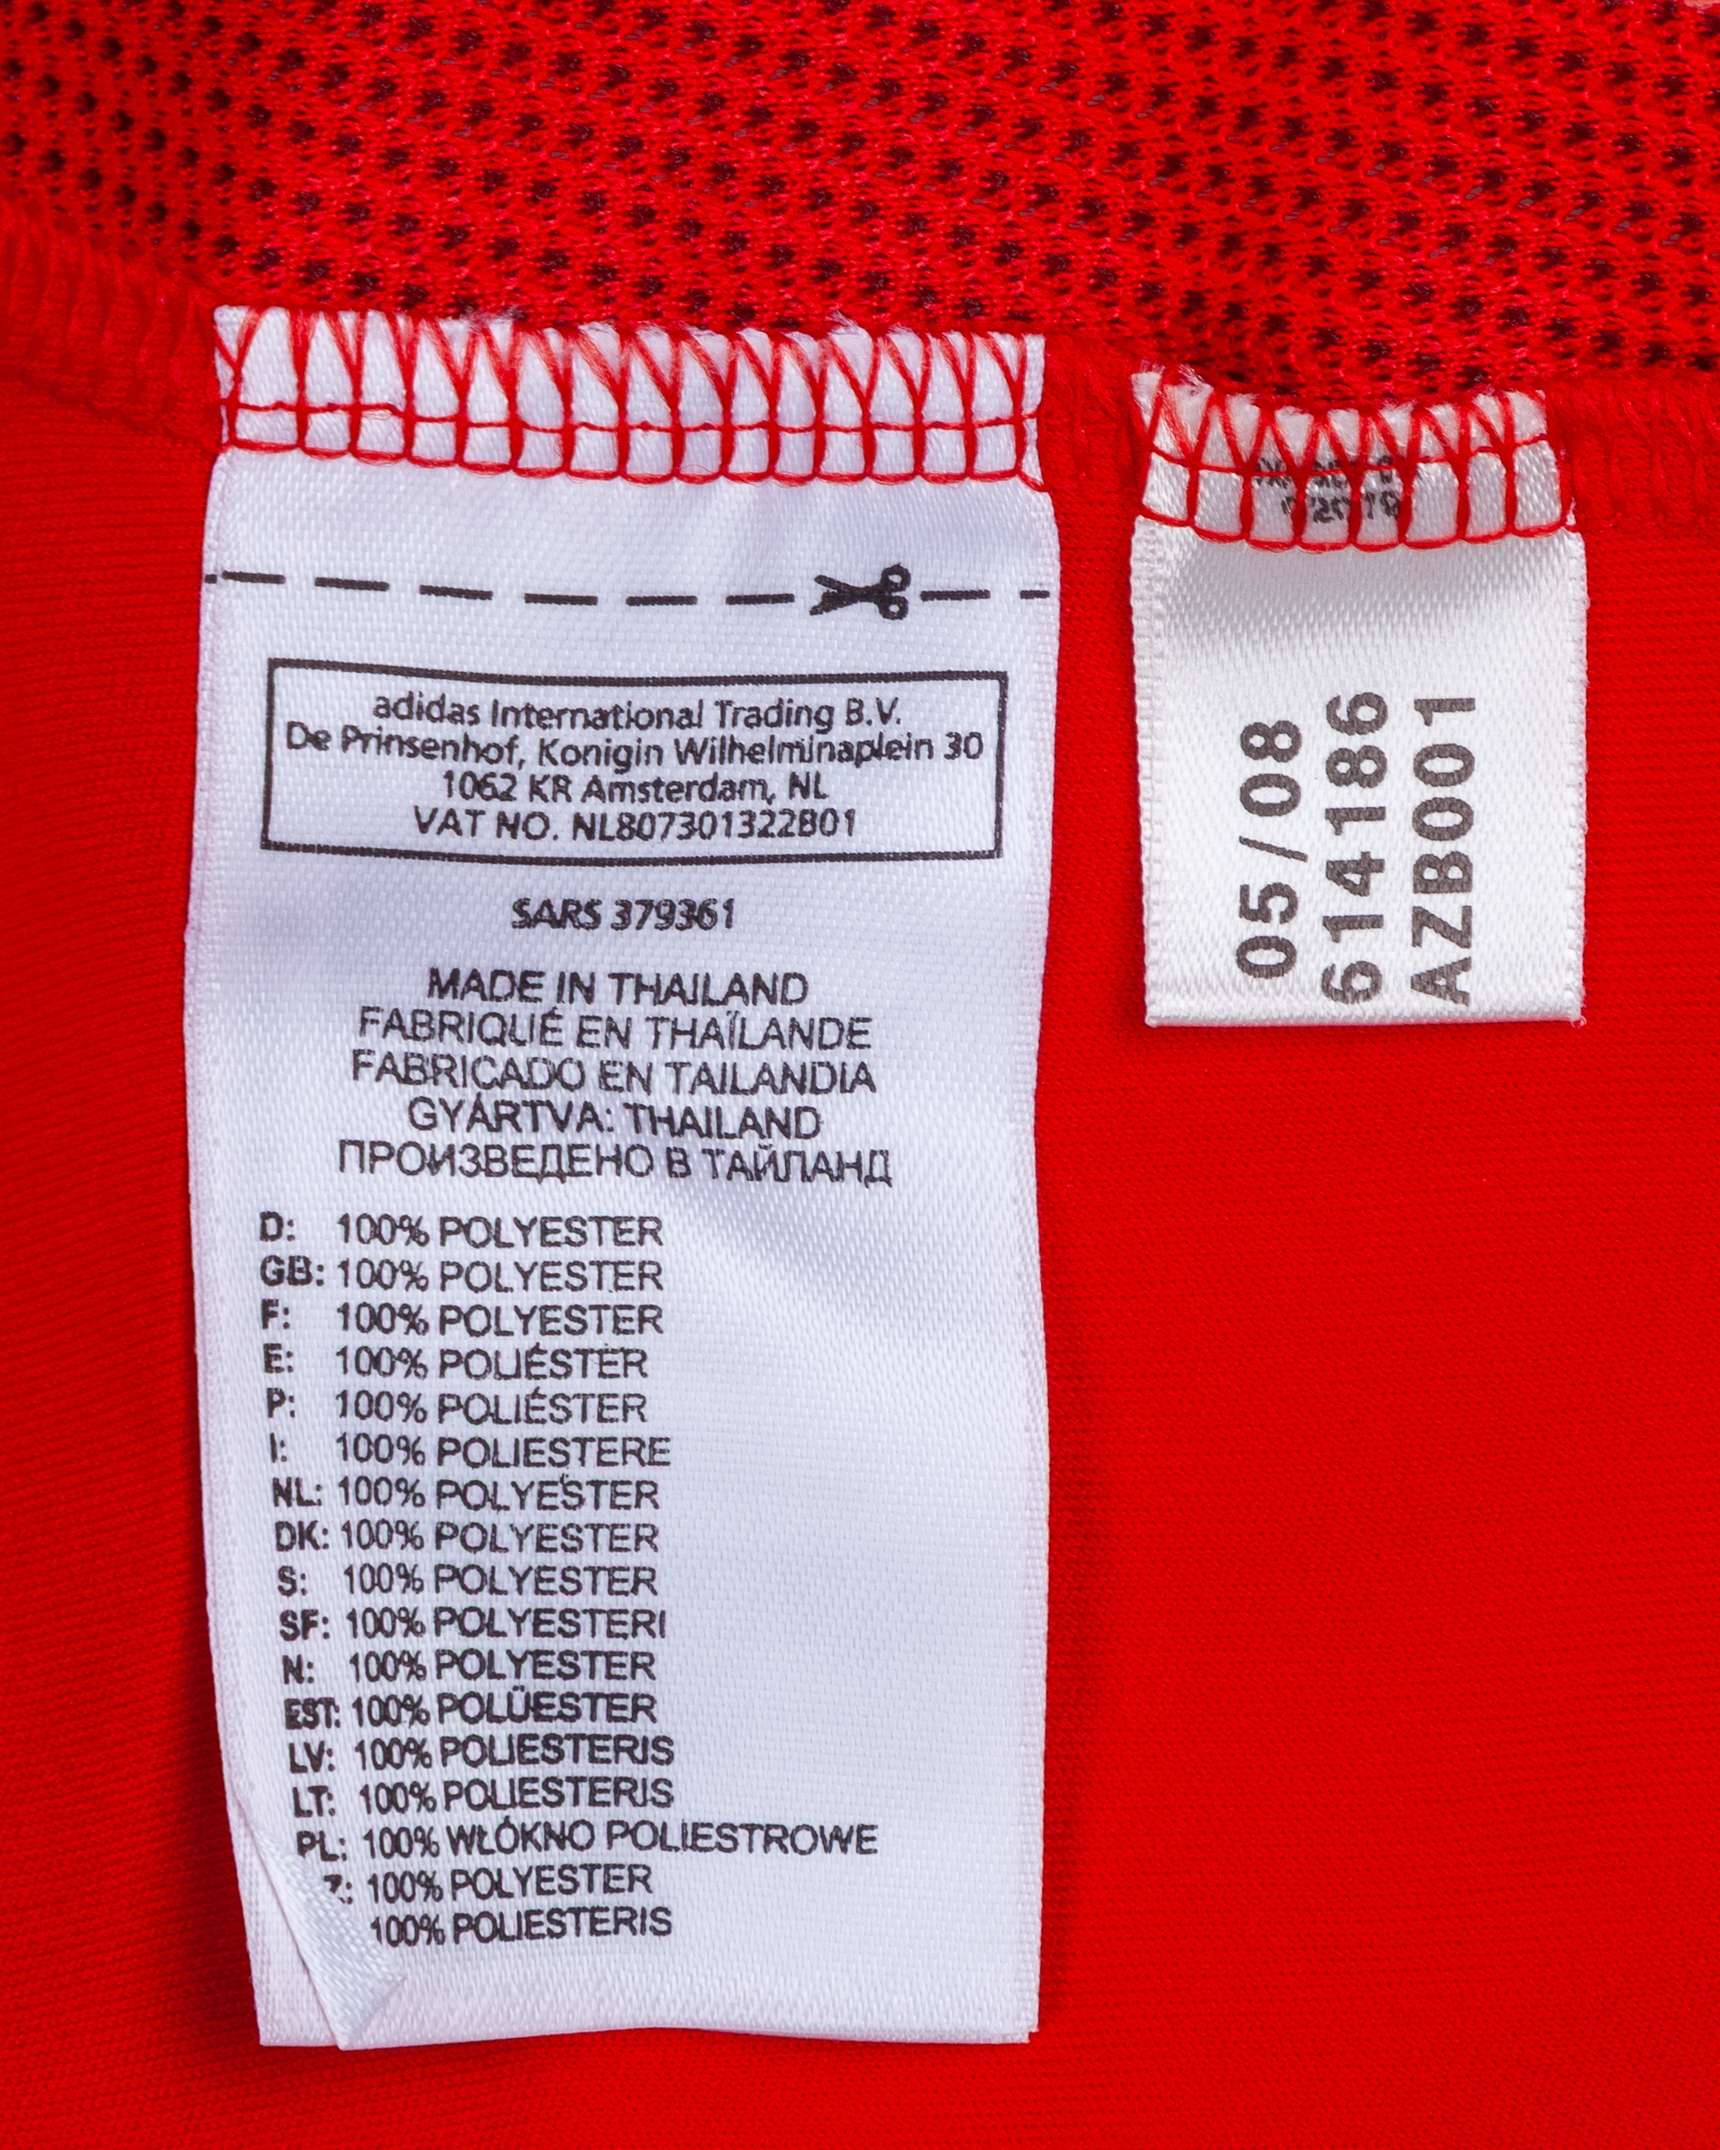 adidas International Trading B.V.
De Prinsenhof, Konigin Wilhelminaplein 30
1062 KR Amsterdam, NL
VAT NO. NL807301322B01
SARS 379361
MADE IN THAILAND
FABRIQUÉ EN THAÏLANDE
FABRICADO EN TAILANDIA
GYÁRTVA: THAILAND
ПРОИЗВЕДЕНО В ТАЙЛАНД
D: 100% POLYESTER
GB: 100% POLYESTER
F: 100% POLYESTER
E: 100% POLIÉSTER
P: 100% POLIÉSTER
I: 100% POLIESTERE
NL: 100% POLYESTER
DK: 100% POLYESTER
S: 100% POLYESTER
SF: 100% POLYESTERI
N: 100% POLYESTER
EST: 100% POLÜESTER
LV: 100% POLIESTERIS
LT: 100% POLIESTERIS
PL: 100% WŁÓKNO POLIESTROWE
100% POLYESTER
100% POLIESTERIS
05/08
614186
AZB001